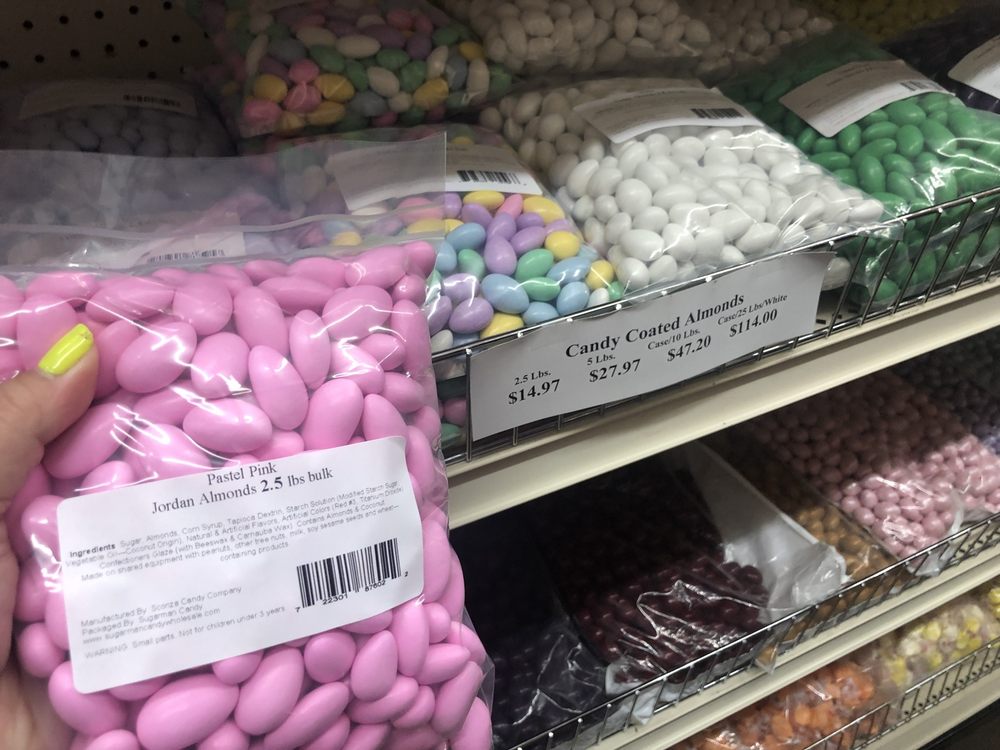 Candy Coated Almonds
2.5 Lbs. 5 Lbs. Case/10 Lbs. Case/25 Lbs/White
$14.97 $27.97 $47.20 $114.00
Pastel Pink
Jordan Almonds 2.5 lbs bulk
Ingredients Sugar, Almonds, Corn Syrup, Tapioca Dextrin, Starch Solution (Modified Starch Sugar
Vegetable Oil--Coconut Origin), Natural & Artificial Flavors, Artificial Colors (Red #3, Titanium Dioxide)
Confectioners Glaze (with Beeswax & Carnauba Wax) Contains Almonds & Coconut
Made on shared equipment with peanuts, other tree nuts, milk, soy sesame seeds and wheat--
containing products
Manufactured By: Sconza Candy Company
Packaged By: Sugarman Candy
www.sugarmancandywholesale.com
WARNING: Small parts. Not for children under 3 years
7 22301 87602 2